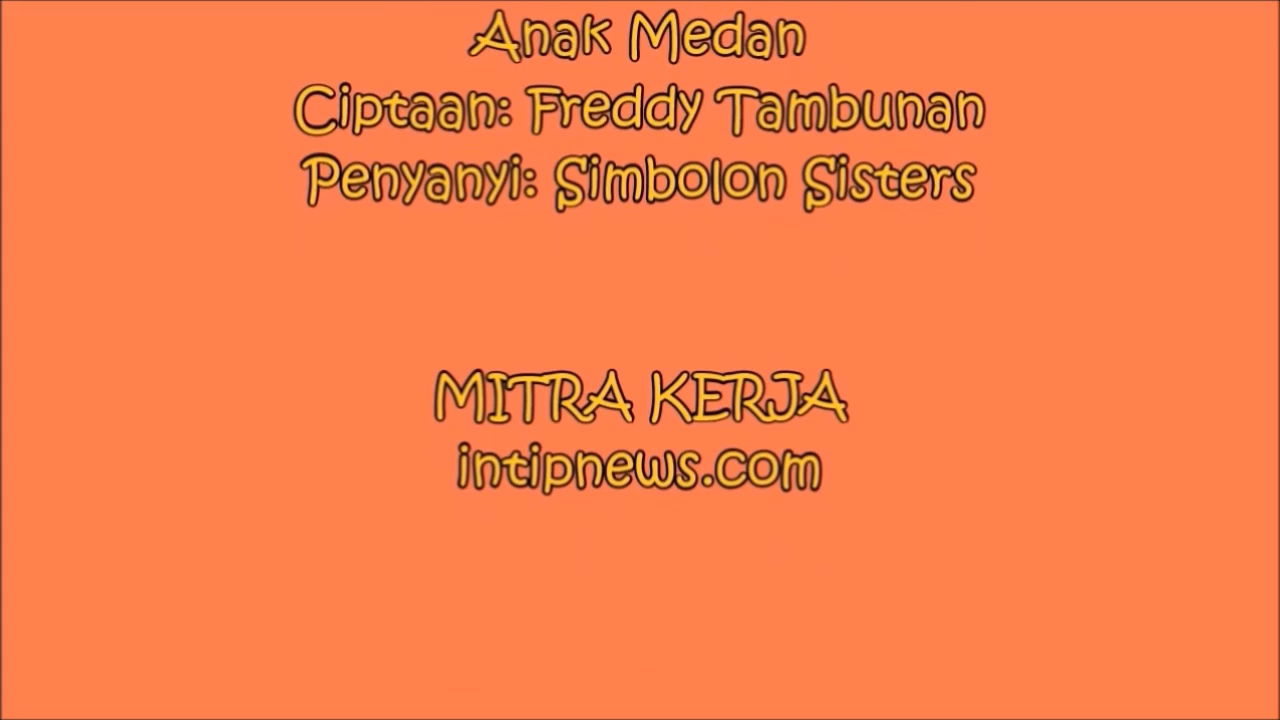 Anak Medan
Ciptaan: Freddy Tambunan
Penyanyi: Simbolon Sisters
MITRA KERJA
intipnews.com